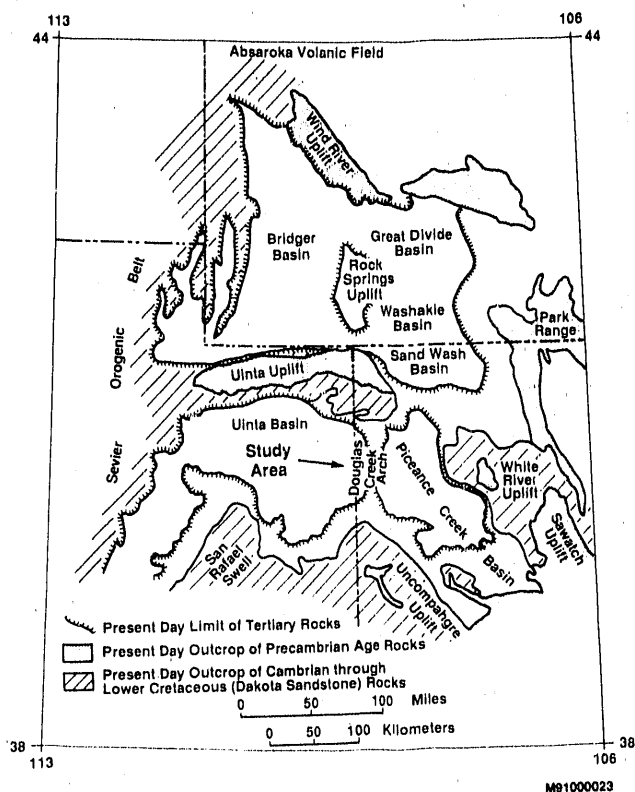 113
106
44
44
Absaroka Volanic Field
Wind River
Uplift
Bridger
Basin
Great Divide
Basin
Rock
Springs
Uplift
Washakie
Basin
Park
Range
Sand Wash
Basin
Belt
Orogenic
Sevier
Uinta Uplift
Uinta Basin
Study
Area
Douglas
Creek
Arch
Piceance
Creek
Basin
White
River
Uplift
Sawatch
Uplift
San
Rafael
Swell
Uncompahgre
Uplift
Present Day Limit of Tertiary Rocks
Present Day Outcrop of Precambrian Age Rocks
Present Day Outcrop of Cambrian through
Lower Cretaceous (Dakota Sandstone) Rocks
0 50 100 Miles
0 50 100 Kilometers
38
38
113
106
M91000023